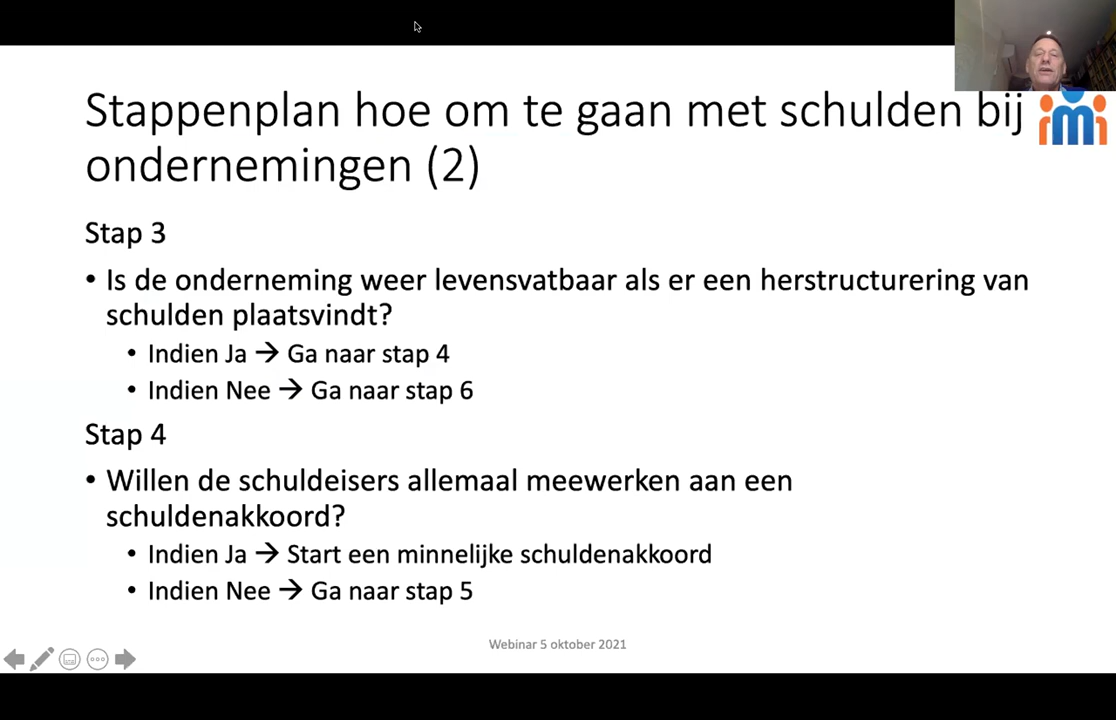 Stappenplan hoe om te gaan met schulden bij
ondernemingen (2)
Stap 3
• Is de onderneming weer levensvatbaar als er een herstructurering van
schulden plaatsvindt?
• Indien Ja → Ga naar stap 4
• Indien Nee → Ga naar stap 6
Stap 4
• Willen de schuldeisers allemaal meewerken aan een
schuldenakkoord?
• Indien Ja → Start een minnelijke schuldenakkoord
• Indien Nee → Ga naar stap 5
Webinar 5 oktober 2021